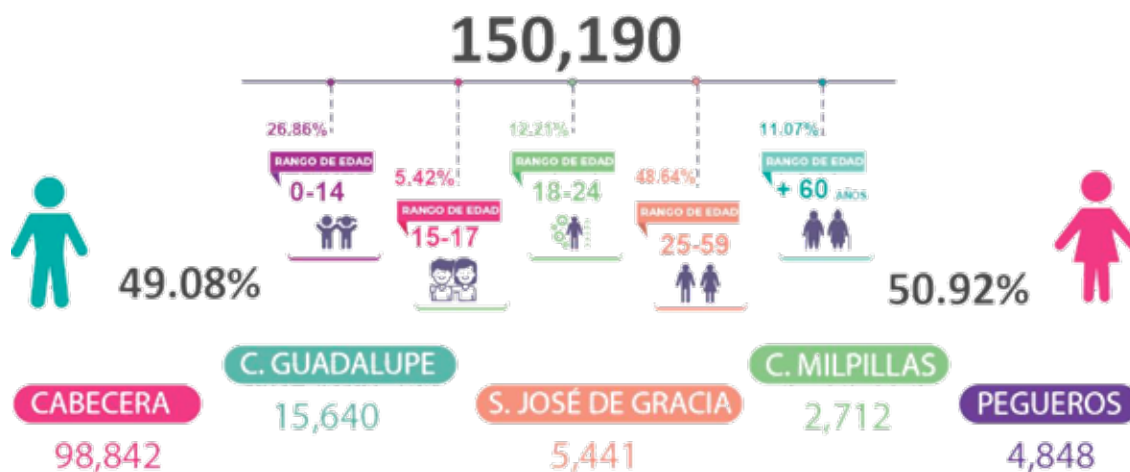 150,190
26.86%
RANGO DE EDAD
0-14
5.42%
RANGO DE EDAD
15-17
12.21%
RANGO DE EDAD
18-24
48.64%
RANGO DE EDAD
25-59
11.07%
RANGO DE EDAD
+ 60 AÑOS
49.08%
50.92%
CABECERA
98,842
C. GUADALUPE
15,640
S. JOSÉ DE GRACIA
5,441
C. MILPILLAS
2,712
PEGUEROS
4,848